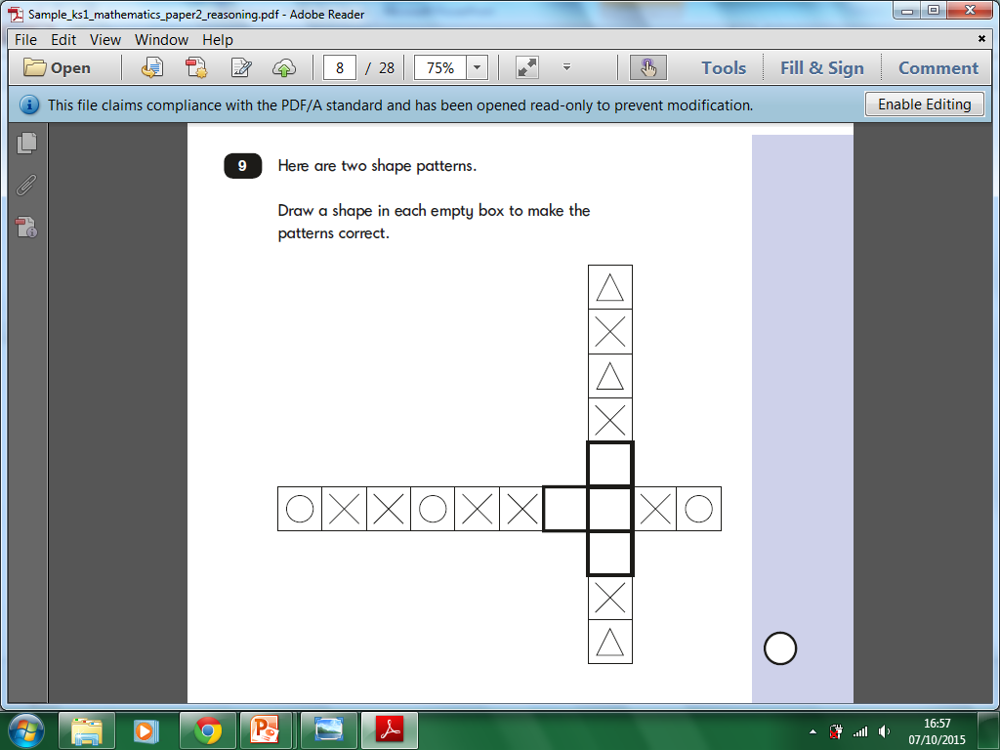 Sample_ks1_mathematics_paper2_reasoning.pdf - Adobe Reader
File Edit View Window Help
Open 8 / 28 75% Tools Fill & Sign Comment
This file claims compliance with the PDF/A standard and has been opened read-only to prevent modification. Enable Editing
9 Here are two shape patterns.
Draw a shape in each empty box to make the
patterns correct.
16:57
07/10/2015